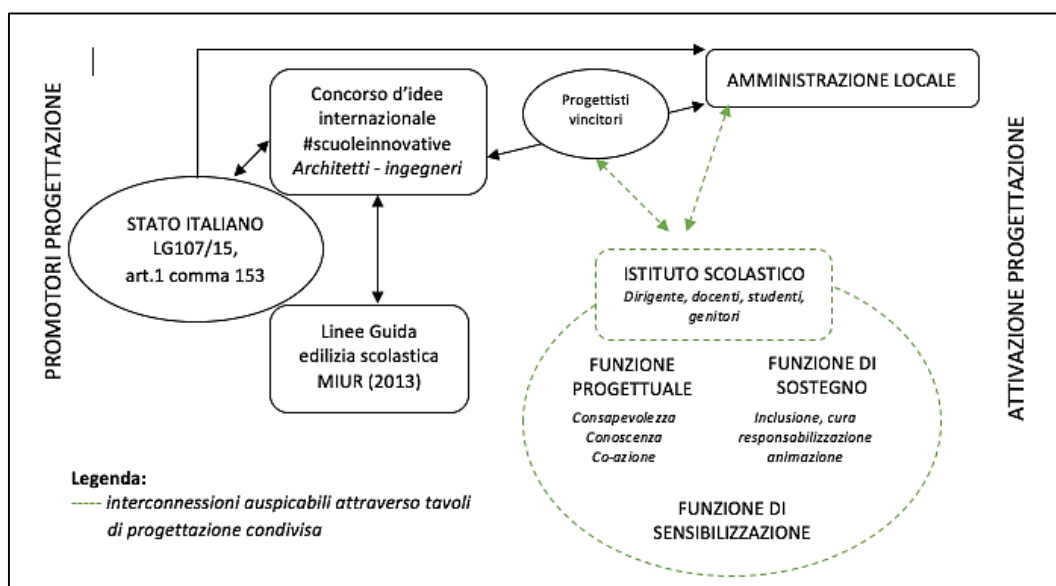 PROMOTORI PROGETTAZIONE
STATO ITALIANO
LG107/15,
art.1 comma 153
Concorso d'idee
internazionale
#scuoleinnovative
Architetti - ingegneri
Linee Guida
edilizia scolastica
MIUR (2013)
Progettisti
vincitori
AMMINISTRAZIONE LOCALE
ISTITUTO SCOLASTICO
Dirigente, docenti, studenti,
genitori
FUNZIONE
PROGETTUALE
Consapevolezza
Conoscenza
Co-azione
FUNZIONE DI
SOSTEGNO
Inclusione, cura
responsabilizzazione
animazione
FUNZIONE DI
SENSIBILIZZAZIONE
ATTIVAZIONE PROGETTAZIONE
Legenda:
----- interconnessioni auspicabili attraverso tavoli
di progettazione condivisa